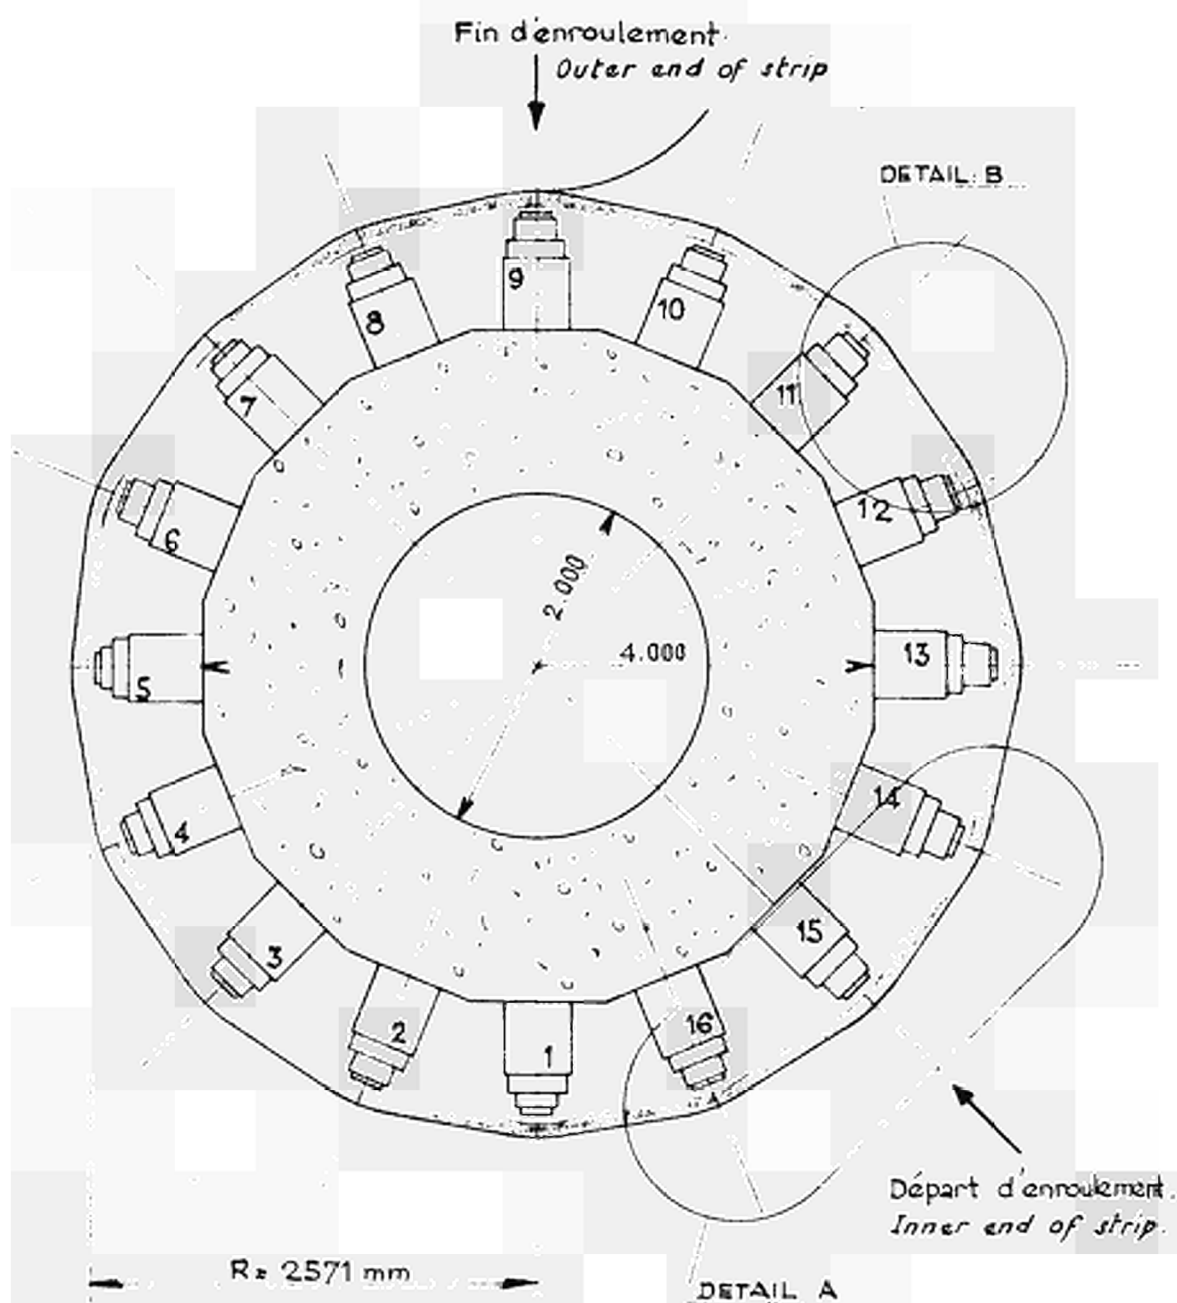 Fin d'enroulement.
Outer end of strip
DETAIL: B
9
8
10
7
11
6
12
2.000
4.000
5
13
4
14
3
15
2
16
1
Départ d'enroulement.
Inner end of strip.
R = 2571 mm
DETAIL A